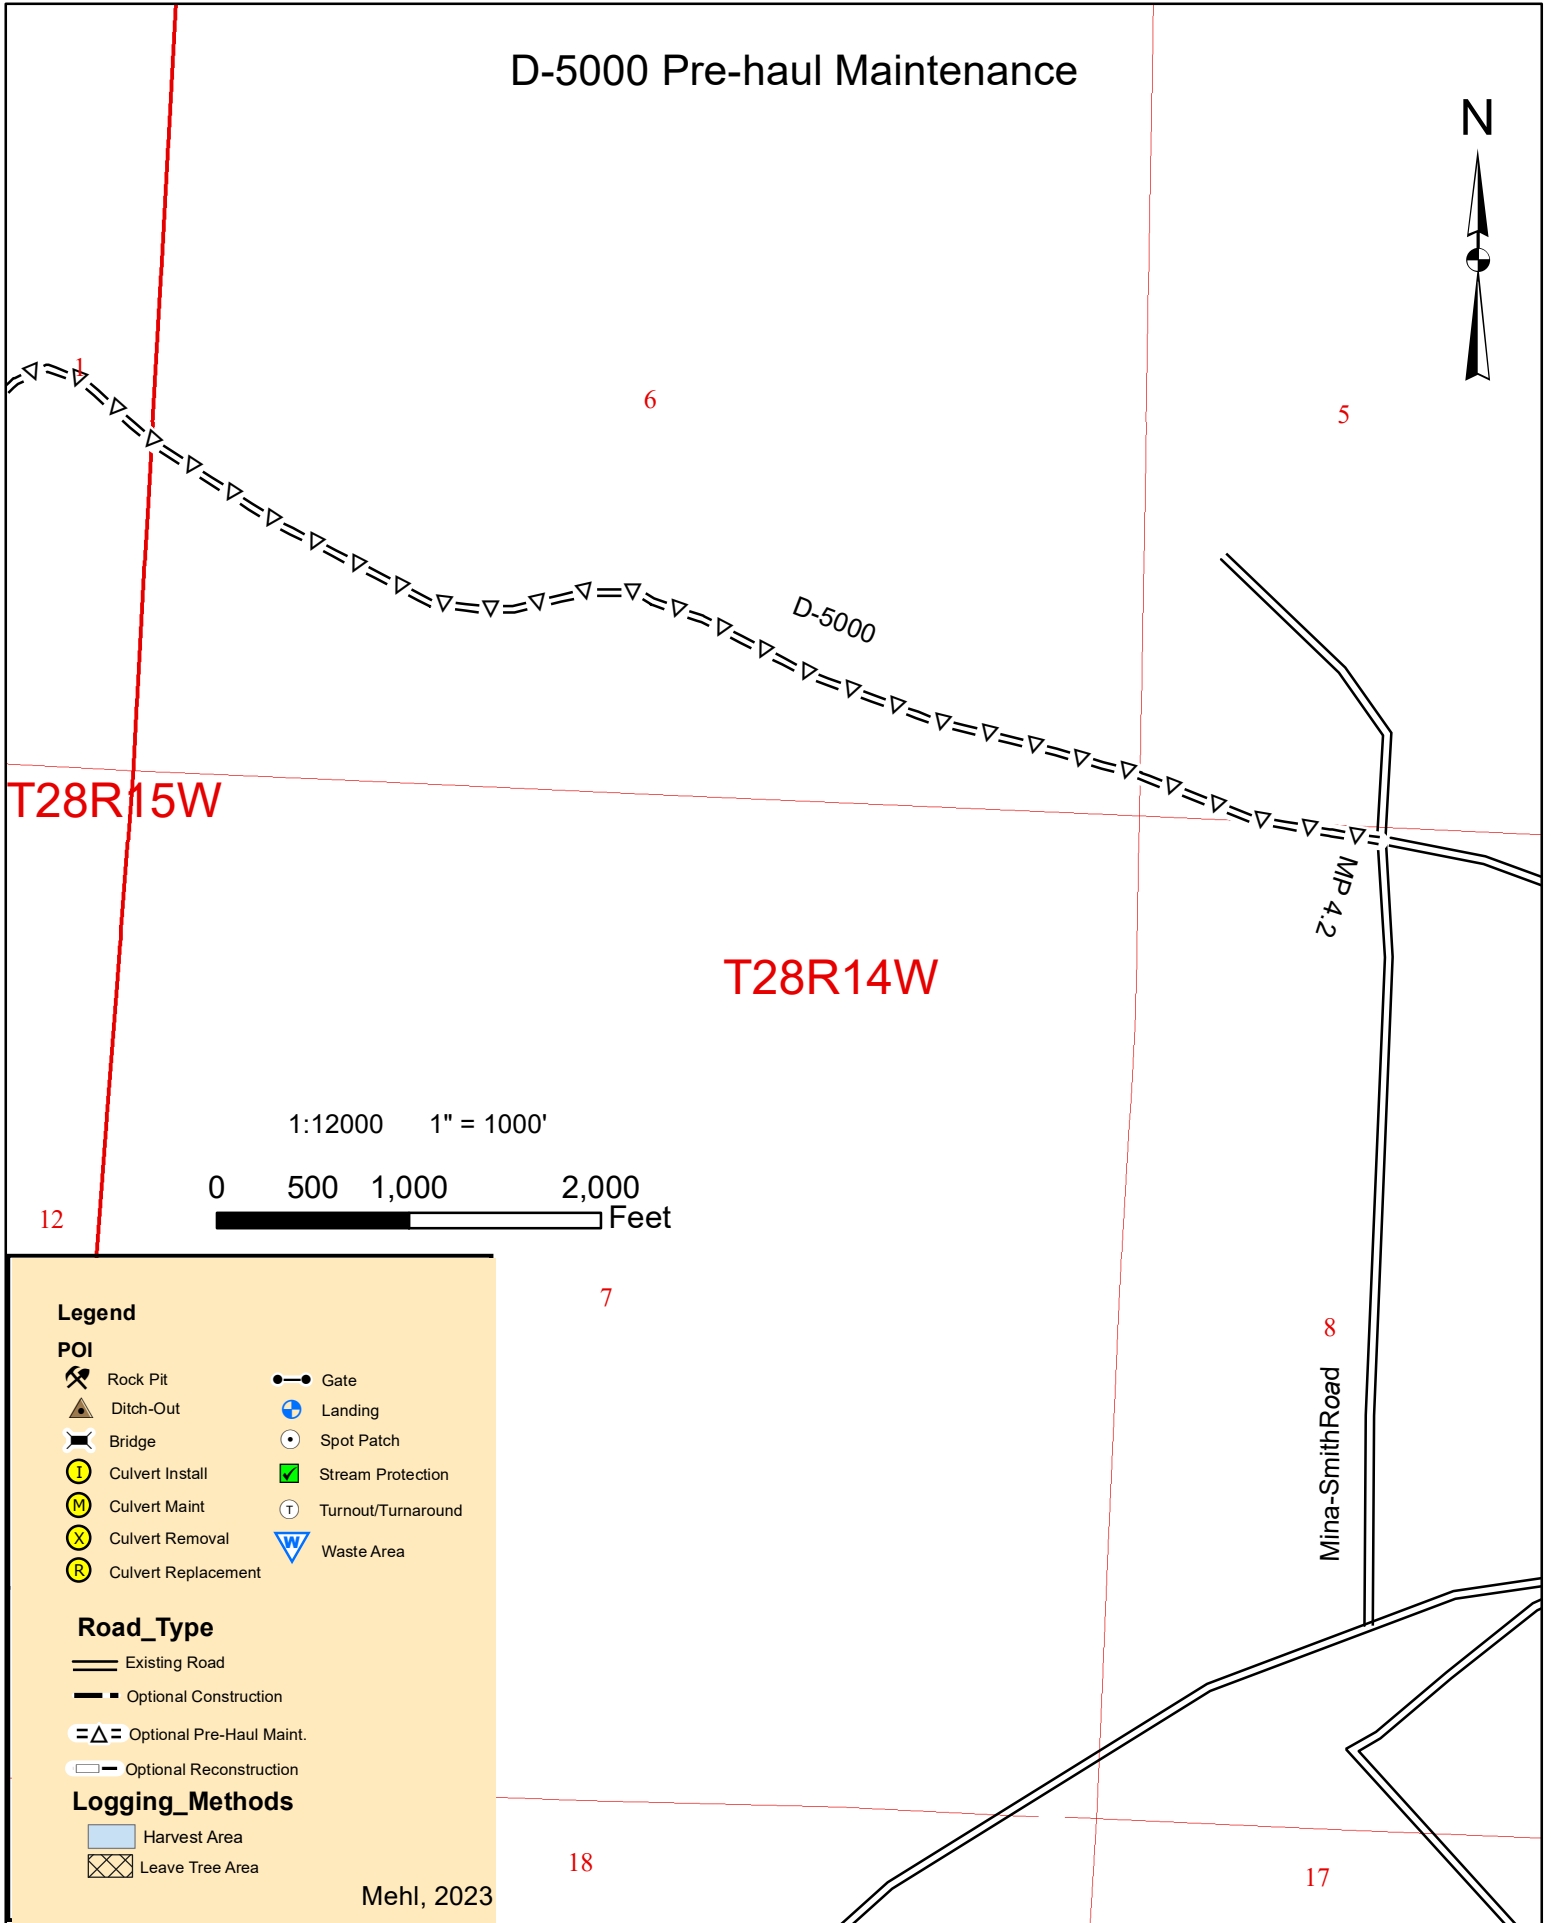 D-5000 Pre-haul Maintenance
N
1
6
5
D-5000
T28R15W
MP 4.2
T28R14W
1:12000 1" = 1000'
0 500 1,000 2,000
Feet
12
7
8
Mina-SmithRoad
Legend
POI
Rock Pit
Ditch-Out
Bridge
I Culvert Install
M Culvert Maint
X Culvert Removal
R Culvert Replacement
Gate
Landing
Spot Patch
Stream Protection
T Turnout/Turnaround
W Waste Area
Road_Type
Existing Road
Optional Construction
Optional Pre-Haul Maint.
Optional Reconstruction
Logging_Methods
Harvest Area
Leave Tree Area
Mehl, 2023
18
17